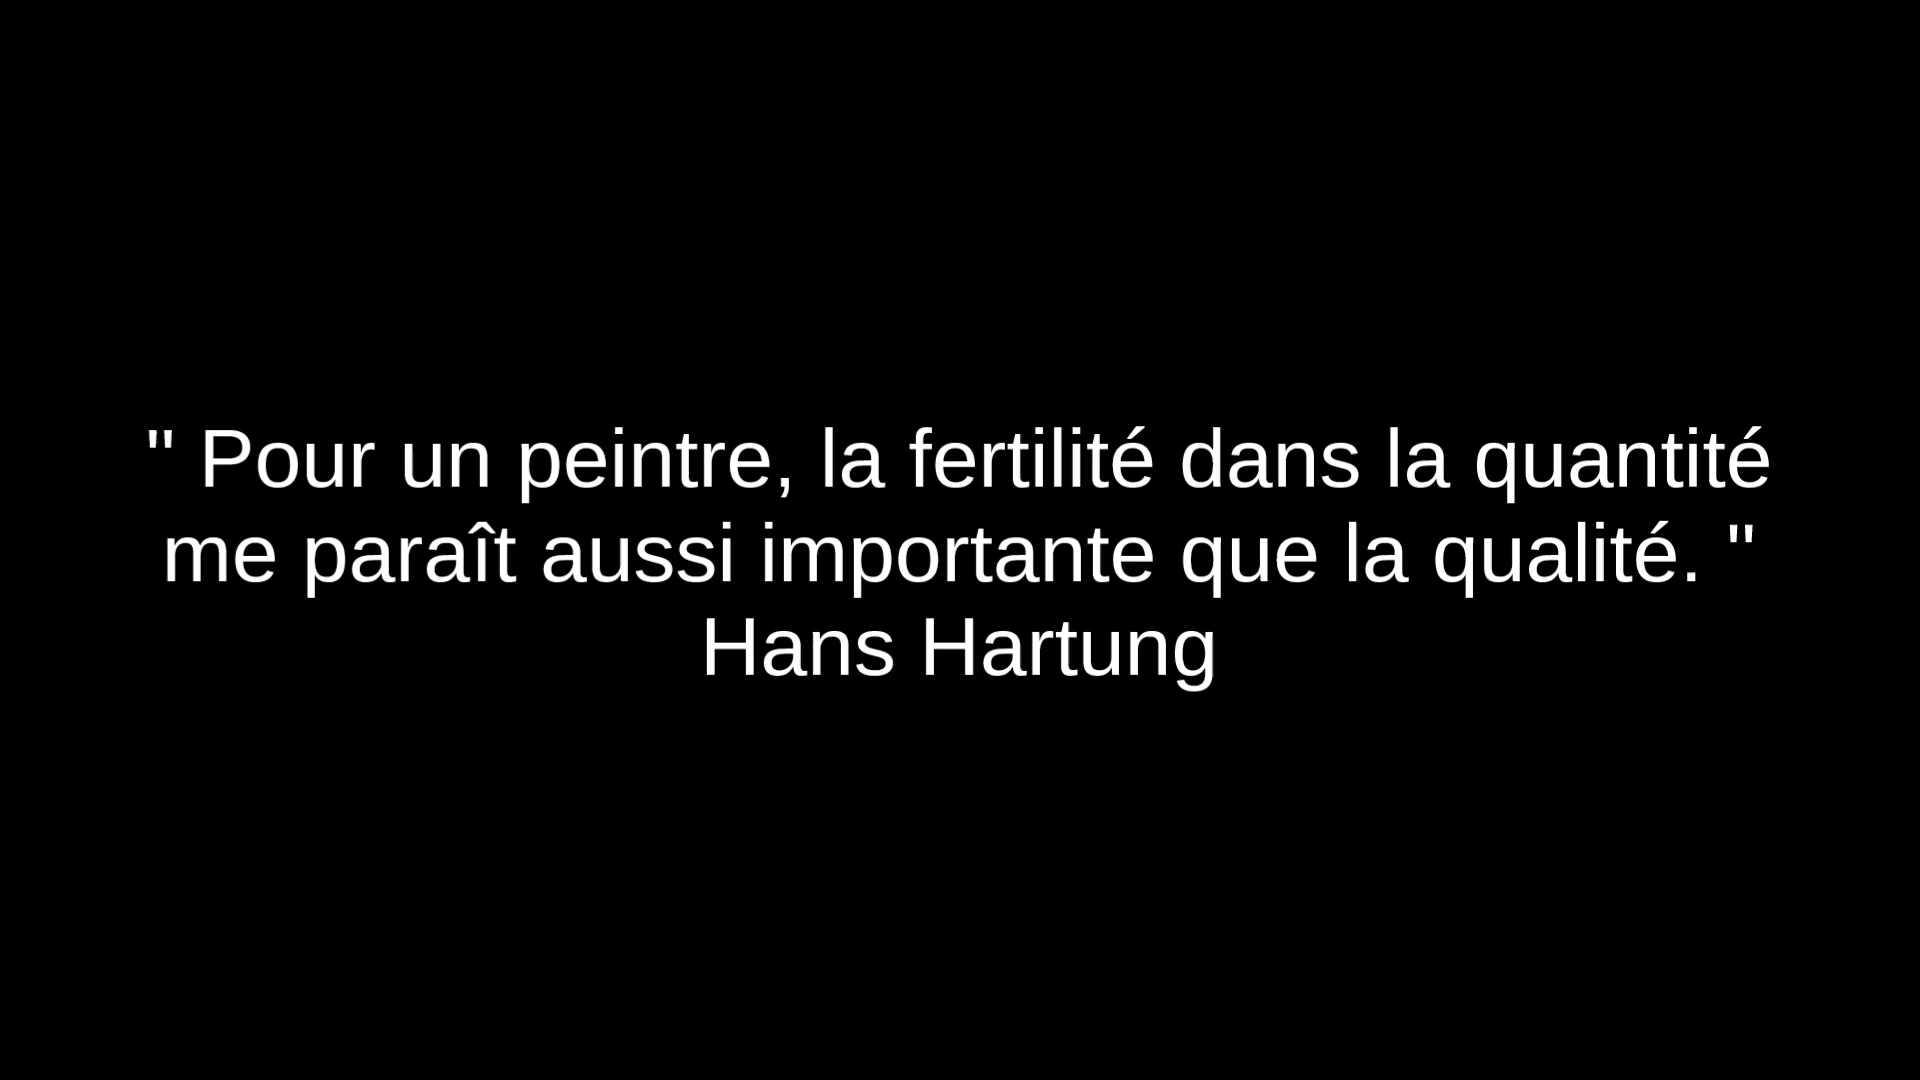 " Pour un peintre, la fertilité dans la quantité
me paraît aussi importante que la qualité. "
Hans Hartung